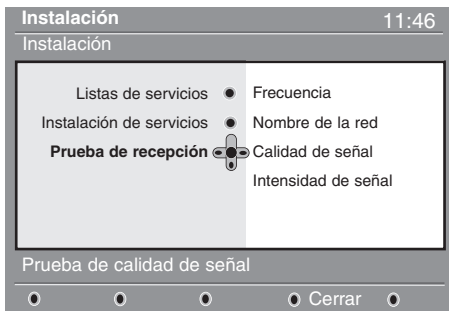 Instalación 11:46
Instalación
Listas de servicios
Instalación de servicios
Prueba de recepción
Frecuencia
Nombre de la red
Calidad de señal
Intensidad de señal
Prueba de calidad de señal
Cerrar